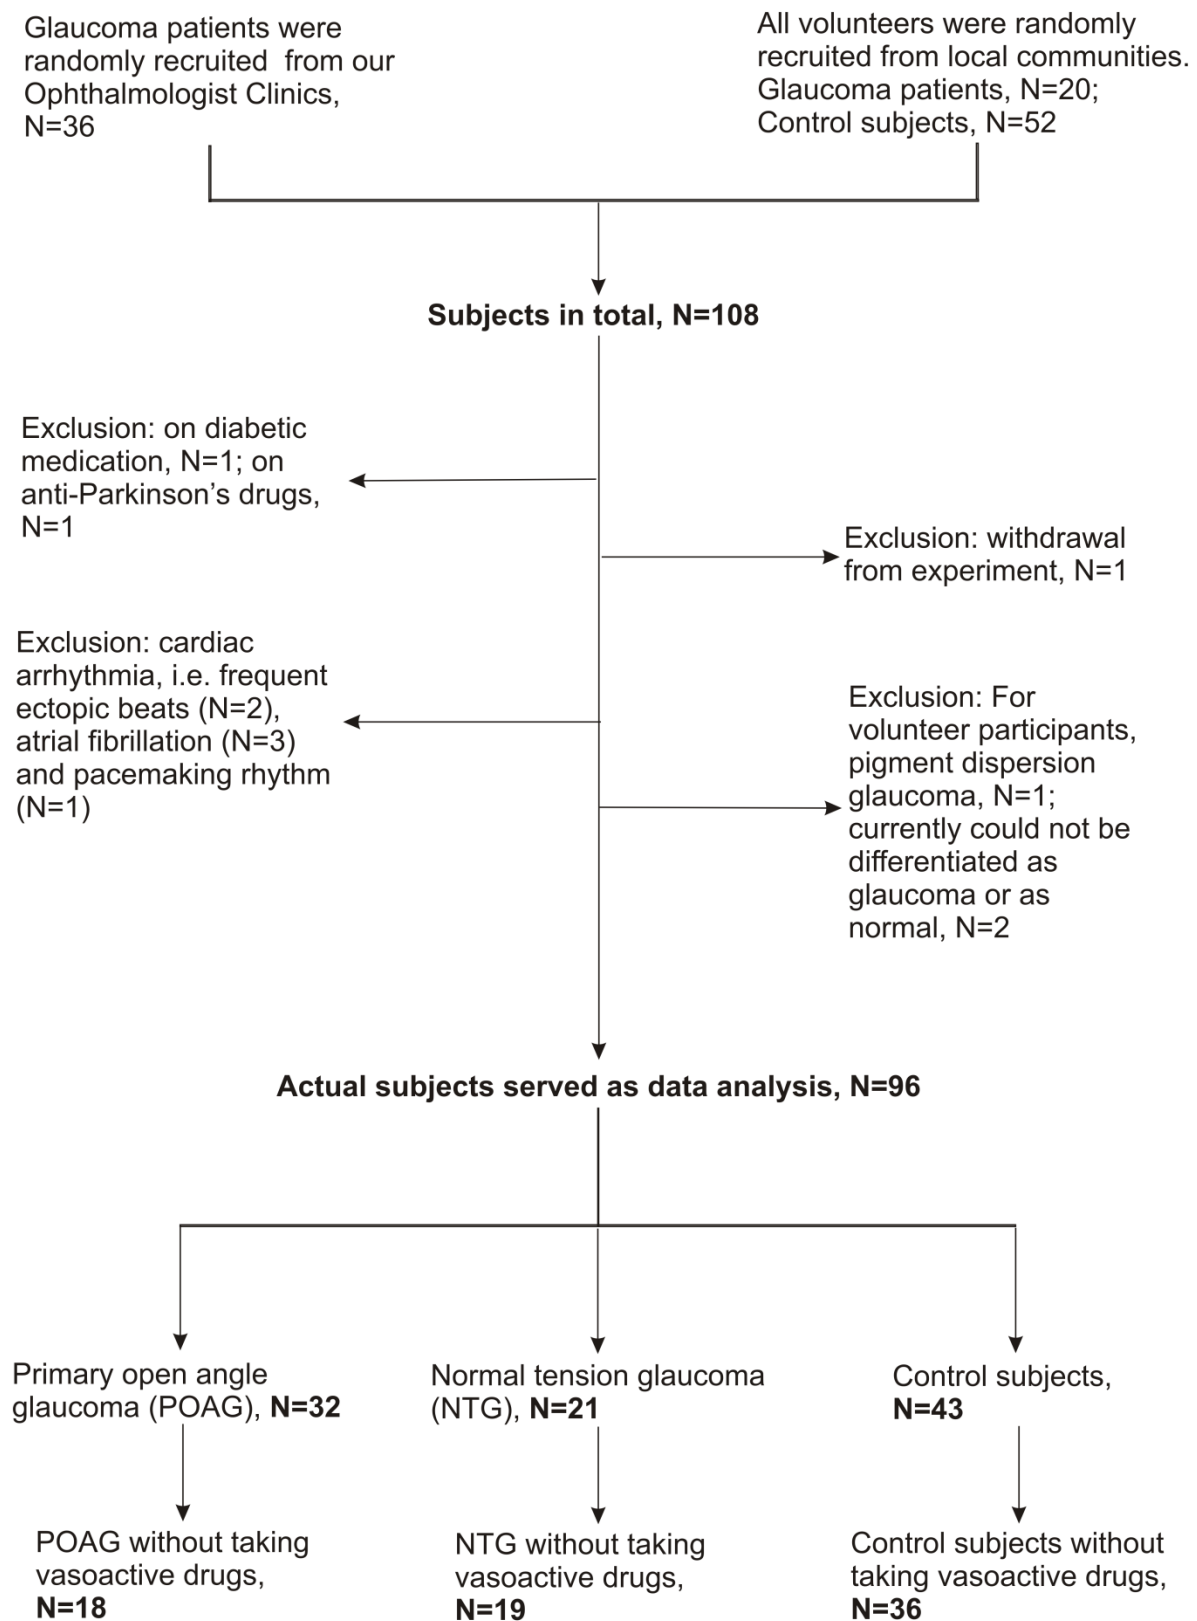 Glaucoma patients were
randomly recruited from our
Ophthalmologist Clinics,
N=36
All volunteers were randomly
recruited from local communities.
Glaucoma patients, N=20;
Control subjects, N=52
Subjects in total, N=108
Exclusion: on diabetic
medication, N=1; on
anti-Parkinson's drugs,
N=1
Exclusion: withdrawal
from experiment, N=1
Exclusion: cardiac
arrhythmia, i.e. frequent
ectopic beats (N=2),
atrial fibrillation (N=3)
and pacemaking rhythm
(N=1)
Exclusion: For
volunteer participants,
pigment dispersion
glaucoma, N=1;
currently could not be
differentiated as
glaucoma or as
normal, N=2
Actual subjects served as data analysis, N=96
Primary open angle
glaucoma (POAG), N=32
Normal tension glaucoma
(NTG), N=21
Control subjects,
N=43
POAG without taking
vasoactive drugs,
N=18
NTG without taking
vasoactive drugs,
N=19
Control subjects without
taking vasoactive drugs,
N=36